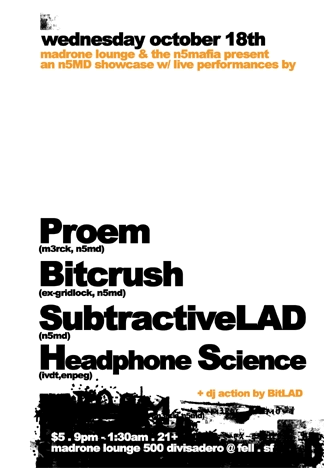 wednesday october 18th
madrone lounge & the n5mafia present
an n5MD showcase w/ live performances by
Proem
(m3rck, n5md)
Bitcrush
(ex-gridlock, n5md)
SubtractiveLAD
(n5md)
Headphone Science
(ivdt,enpeg)
+ dj action by BitLAD
$5 . 9pm - 1:30am . 21+
madrone lounge 500 divisadero @ fell . sf